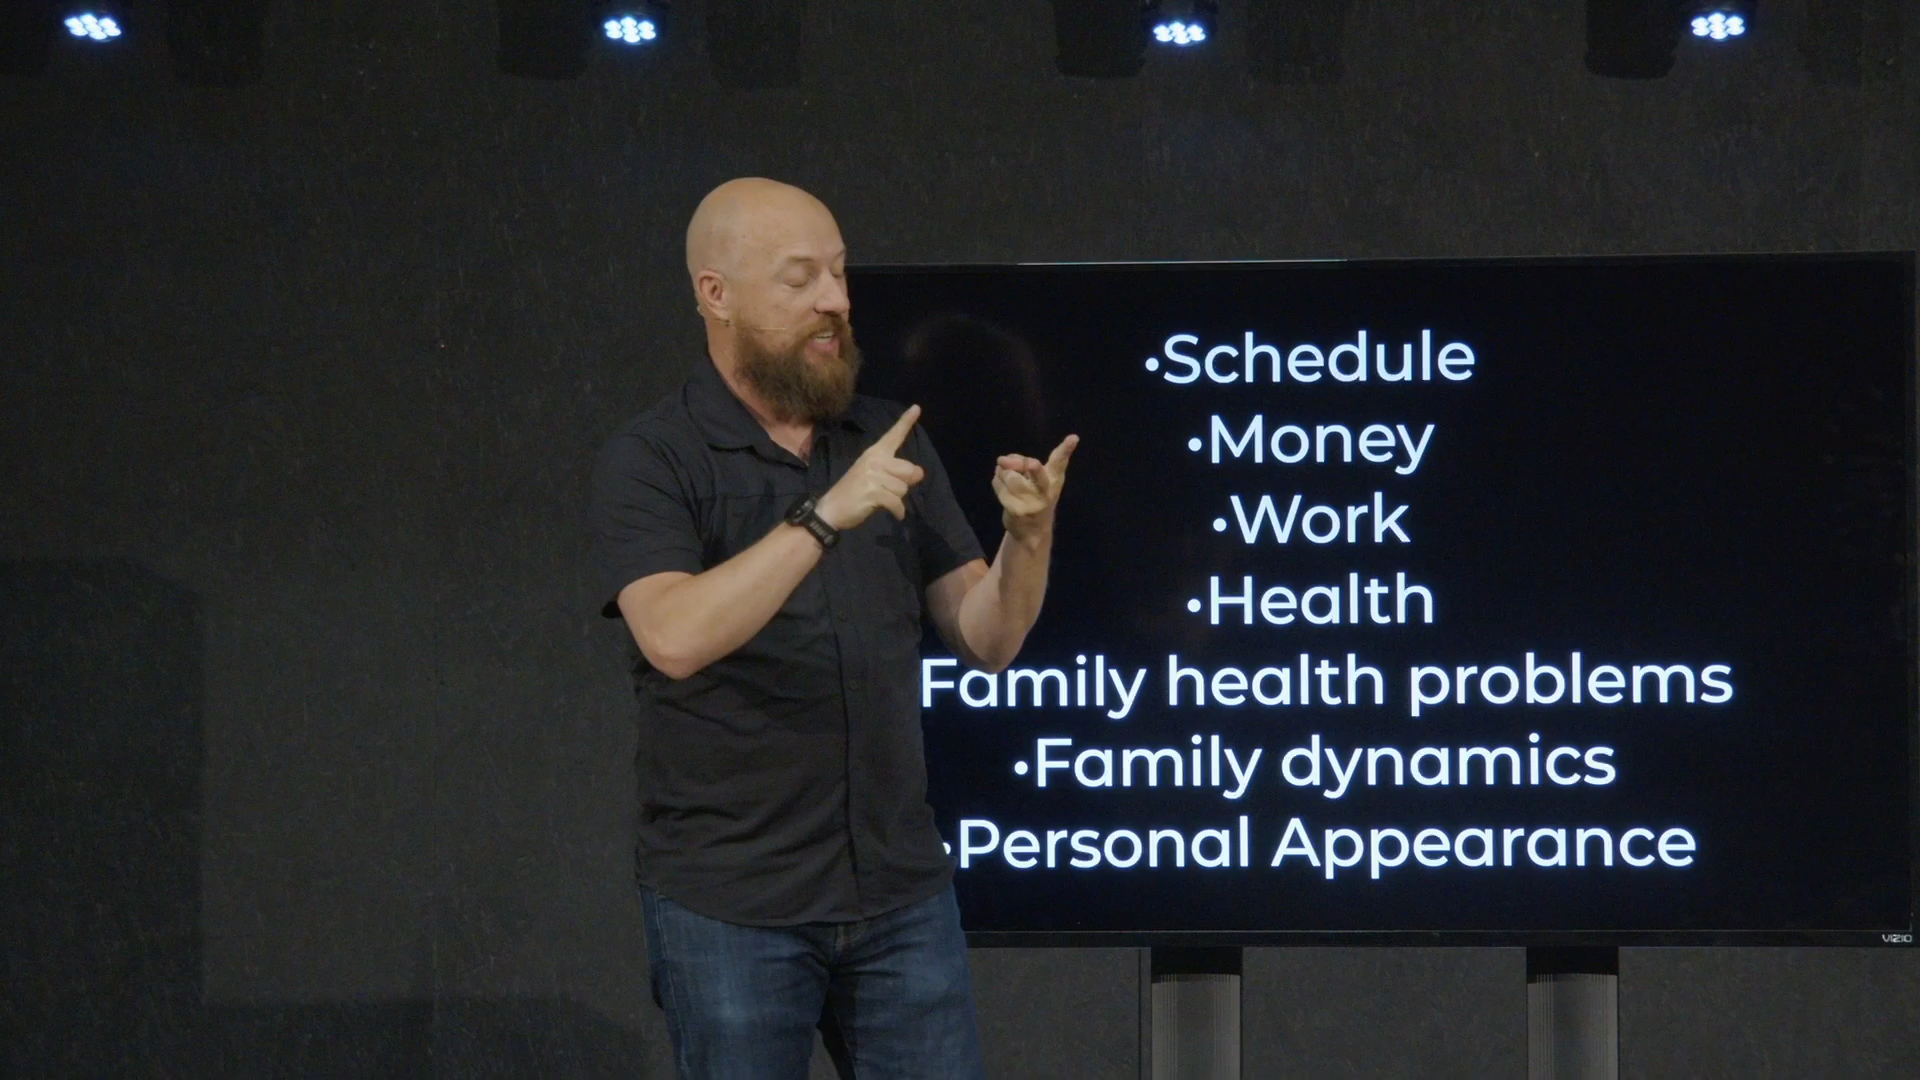 •Schedule
•Money
•Work
•Health
Family health problems
•Family dynamics
•Personal Appearance
VIZIO